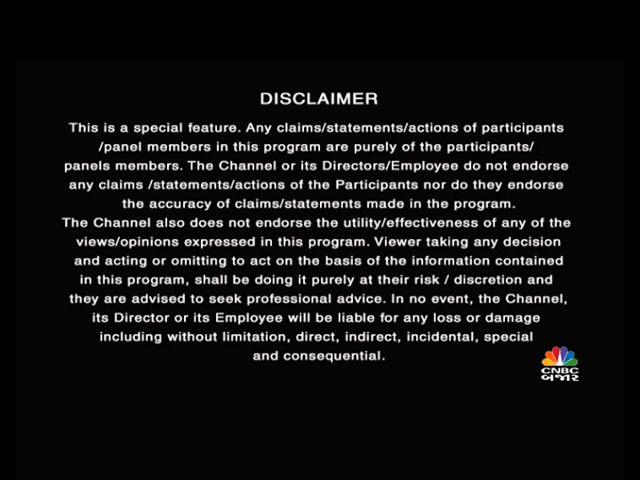 DISCLAIMER
This is a special feature. Any claims/statements/actions of participants
/panel members in this program are purely of the participants/
panels members. The Channel or its Directors/Employee do not endorse
any claims /statements/actions of the Participants nor do they endorse
the accuracy of claims/statements made in the program.
The Channel also does not endorse the utility/effectiveness of any of the
views/opinions expressed in this program. Viewer taking any decision
and acting or omitting to act on the basis of the information contained
in this program, shall be doing it purely at their risk / discretion and
they are advised to seek professional advice. In no event, the Channel,
its Director or its Employee will be liable for any loss or damage
including without limitation, direct, indirect, incidental, special
and consequential.
CNBC
બજાર